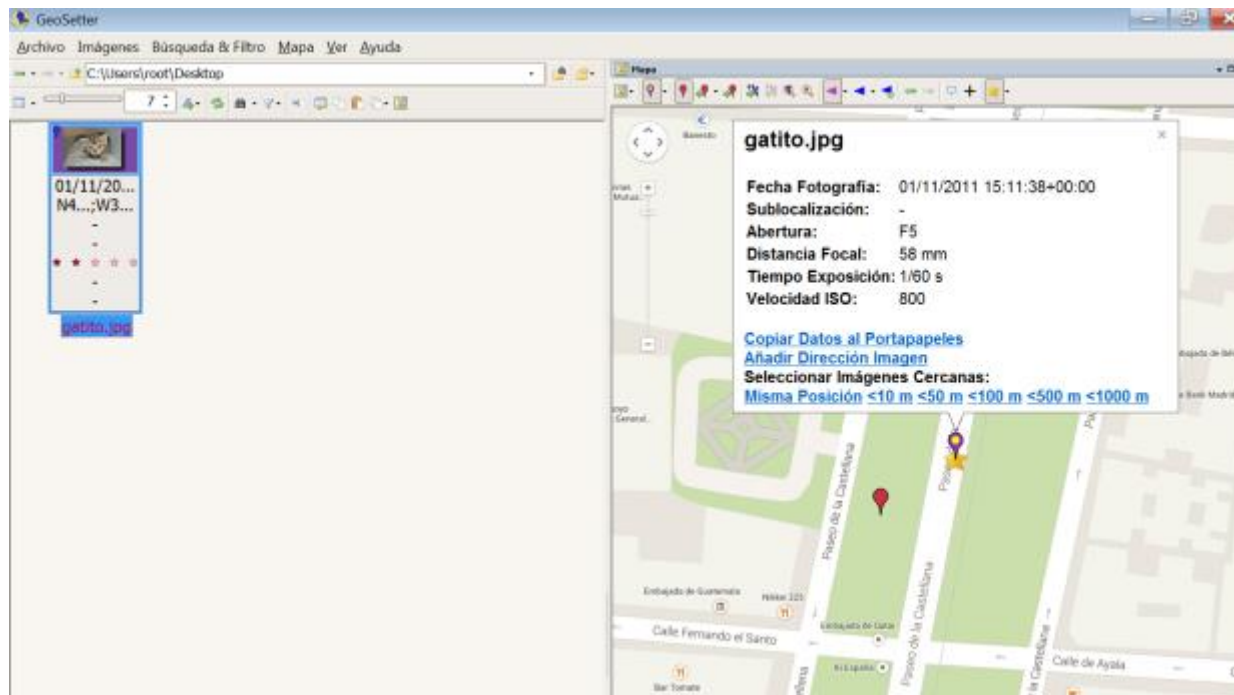 GeoSetter
Archivo Imágenes Búsqueda & Filtro Mapa Ver Ayuda
C:\Users\root\Desktop
7
01/11/20...
N4...;W3...
-
-
-
-
gatito.jpg
Mapa
gatito.jpg
Fecha Fotografía: 01/11/2011 15:11:38+00:00
Sublocalización: -
Abertura: F5
Distancia Focal: 58 mm
Tiempo Exposición: 1/60 s
Velocidad ISO: 800
Copiar Datos al Portapapeles
Añadir Dirección Imagen
Seleccionar Imágenes Cercanas:
Misma Posición <10 m <50 m <100 m <500 m <1000 m
Paseo de la Castellana
Paseo de la Castellana
Embajada de Guatemala
Embajada de Qatar
Calle Fernando el Santo
Calle de Ayala
Bar Tomate